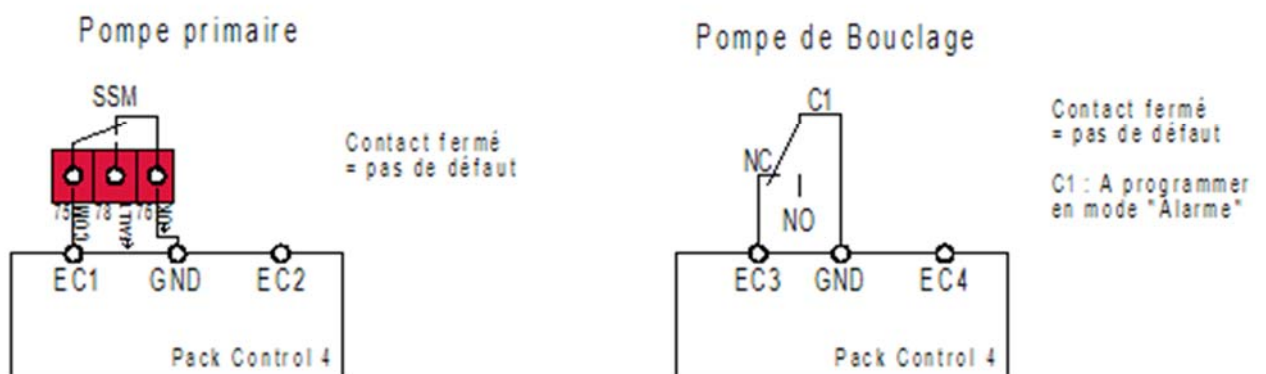 Pompe primaire
SSM
75 78 76
COM
OK
Contact fermé
= pas de défaut
EC1 GND EC2
Pack Control 4
Pompe de Bouclage
C1
NC
NO
Contact fermé
= pas de défaut
C1 : A programmer
en mode "Alarme"
EC3 GND EC4
Pack Control 4